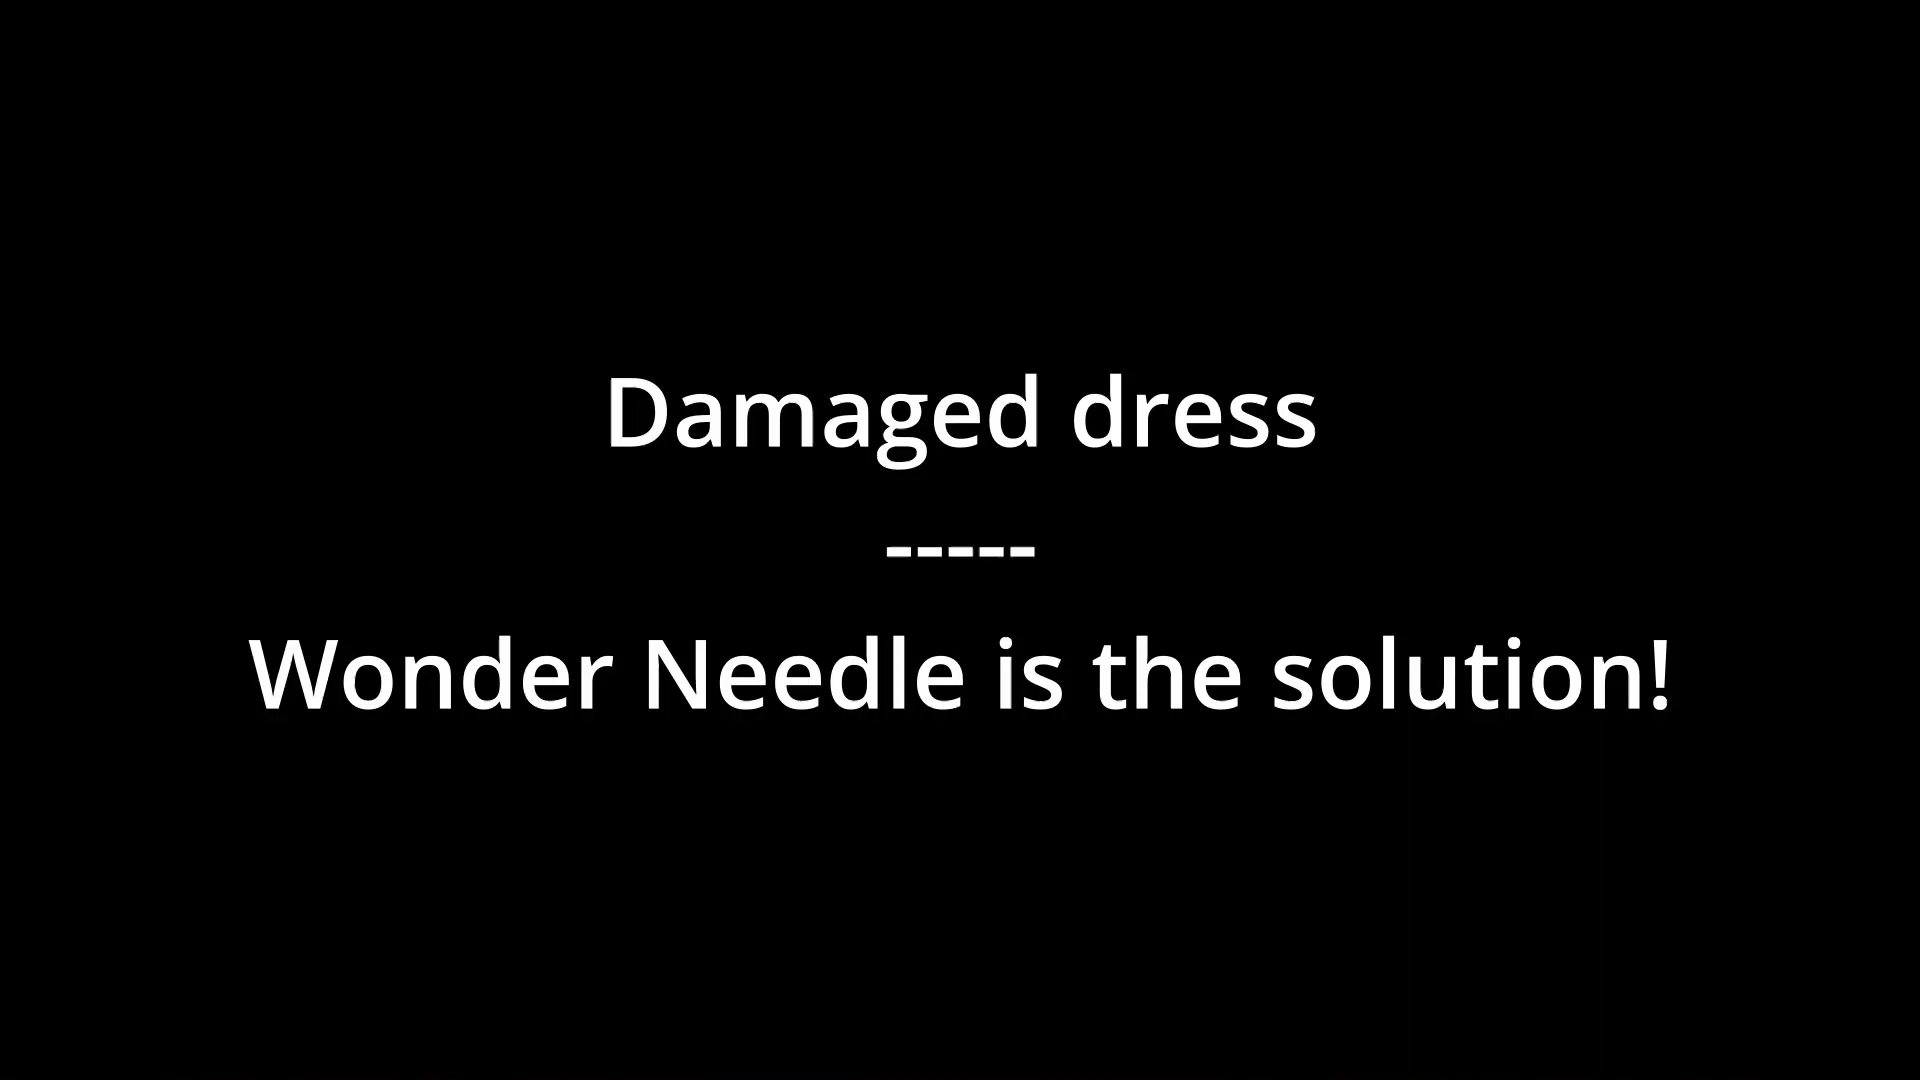 Damaged dress
-----
Wonder Needle is the solution!